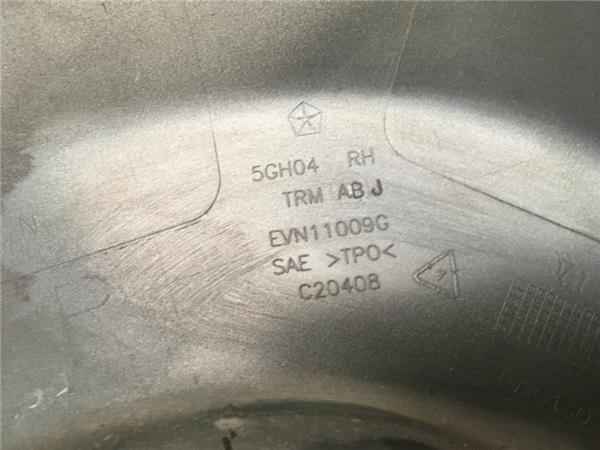 5GH04 RH
TRM AB J
EVN11009G
SAE >TPO<
C20408